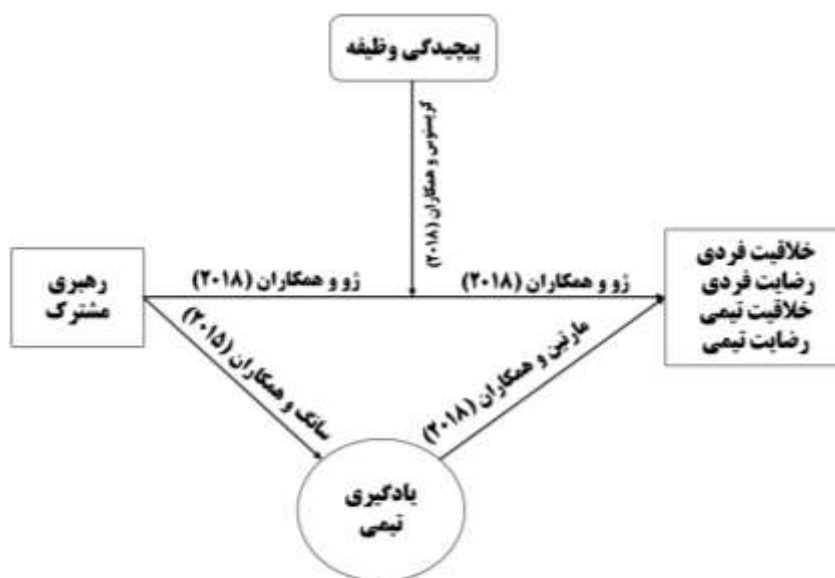 پیچیدگی وظیفه
کریستوس و همکاران (۲۰۱۸)
رهبری
مشترک
ژو و همکاران (۲۰۱۸)
ژو و همکاران (۲۰۱۸)
خلاقیت فردی
رضایت فردی
خلاقیت تیمی
رضایت تیمی
سانگ و همکاران (۲۰۱۵)
مارتین و همکاران (۲۰۱۸)
یادگیری
تیمی